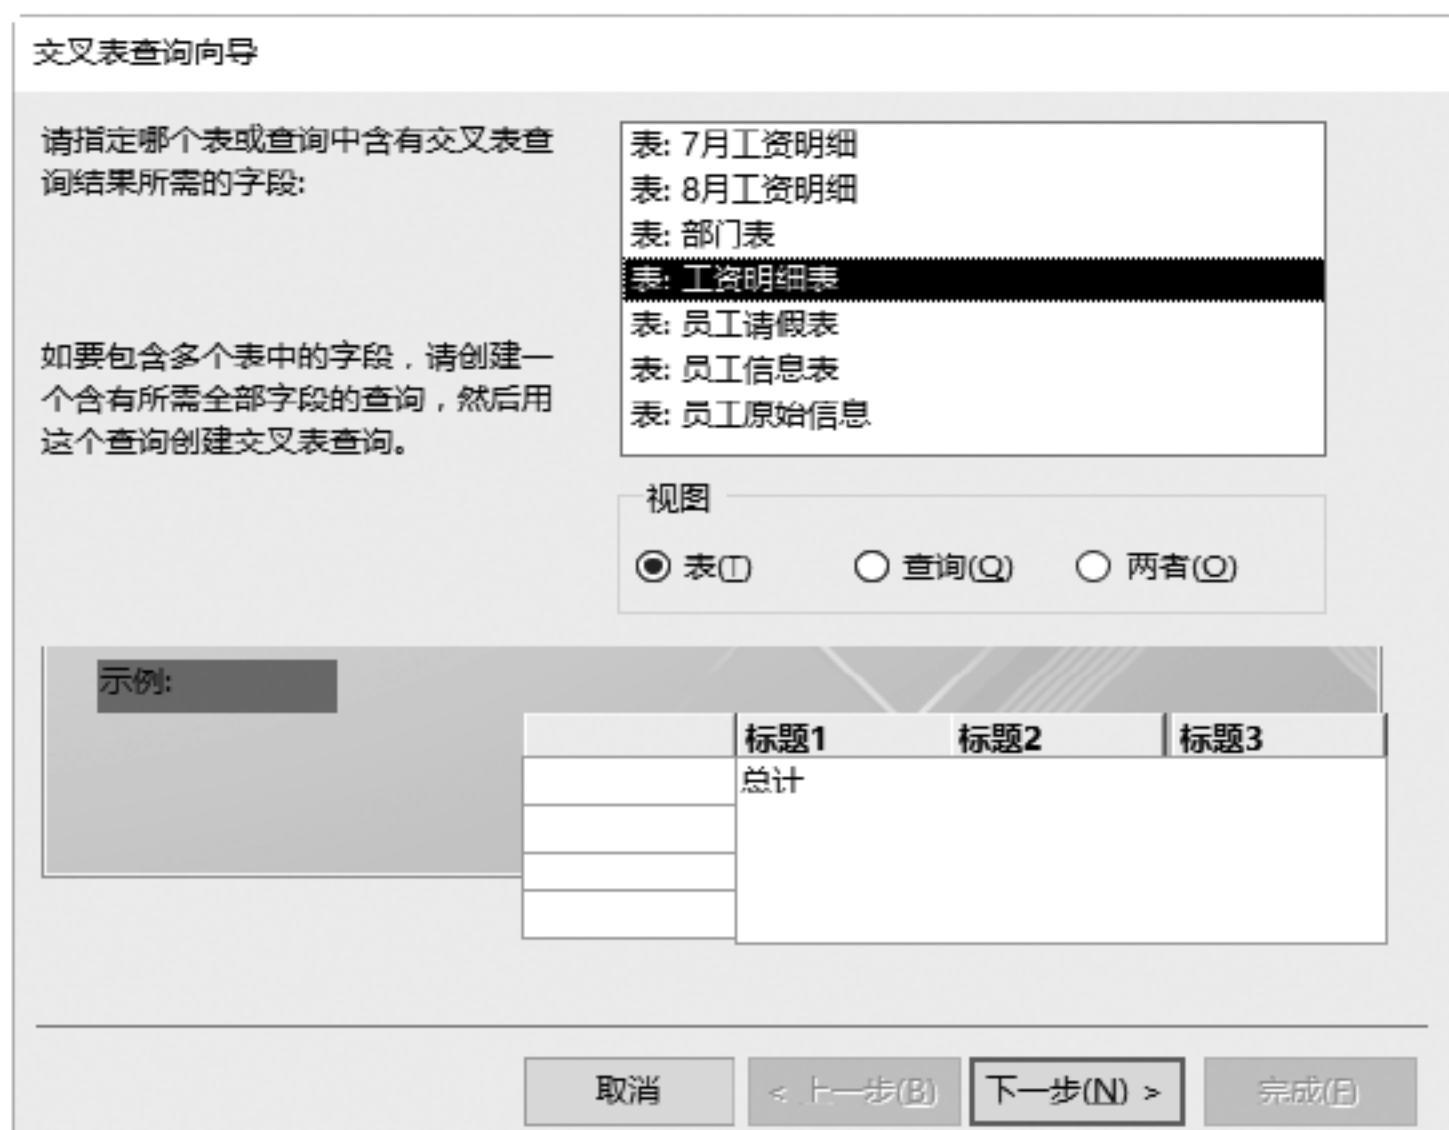 交叉表查询向导
请指定哪个表或查询中含有交叉表查
询结果所需的字段:
如要包含多个表中的字段，请创建一
个含有所需全部字段的查询，然后用
这个查询创建交叉表查询。
表: 7月工资明细
表: 8月工资明细
表: 部门表
表: 工资明细表
表: 员工请假表
表: 员工信息表
表: 员工原始信息
视图
表(T) 查询(Q) 两者(O)
示例:
标题1 标题2 标题3
总计
取消 < 上一步(B) 下一步(N) > 完成(F)